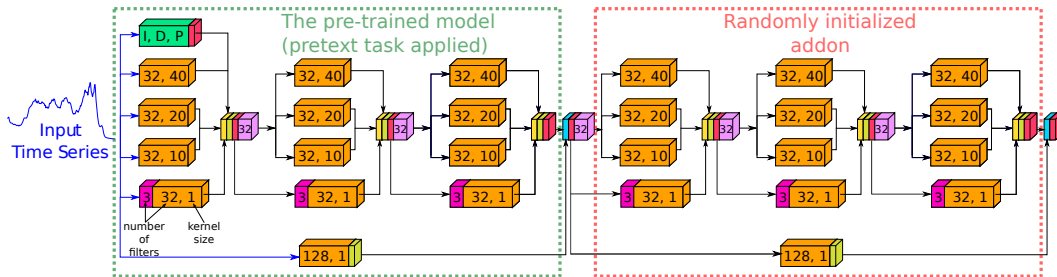 The pre-trained model
(pretext task applied)
Randomly initialized
addon
I, D, P
32, 40
32, 40
32, 40
32, 40
32, 40
32, 40
32, 20
32, 20
32, 20
32, 20
32, 20
32, 20
32
32
32
32
32
32
Input
Time Series
32, 10
32, 10
32, 10
32, 10
32, 10
32, 10
3 32, 1
3 32, 1
3 32, 1
3 32, 1
3 32, 1
3 32, 1
number
of
filters
kernel
size
128, 1
128, 1